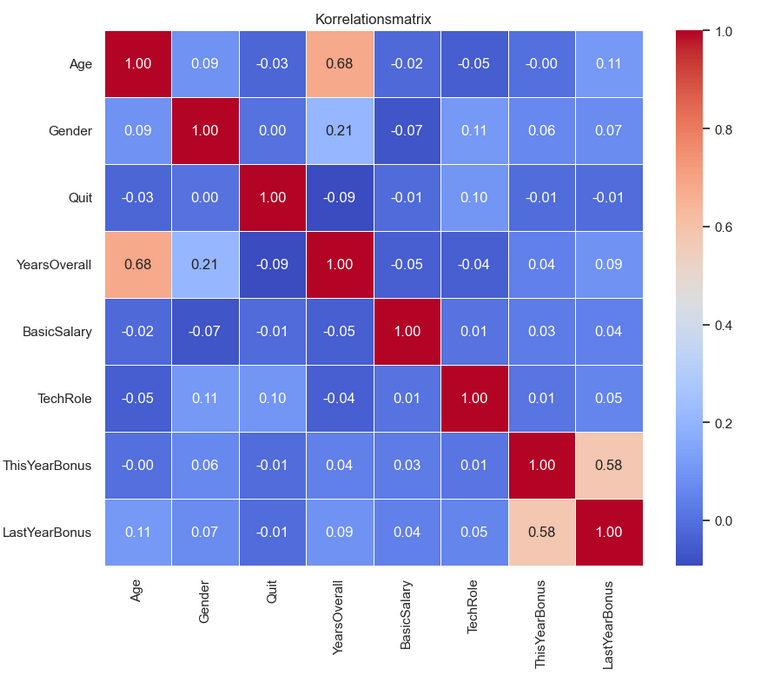 Korrelationsmatrix
Age 1.00 0.09 -0.03 0.68 -0.02 -0.05 -0.00 0.11
Gender 0.09 1.00 0.00 0.21 -0.07 0.11 0.06 0.07
Quit -0.03 0.00 1.00 -0.09 -0.01 0.10 -0.01 -0.01
YearsOverall 0.68 0.21 -0.09 1.00 -0.05 -0.04 0.04 0.09
BasicSalary -0.02 -0.07 -0.01 -0.05 1.00 0.01 0.03 0.04
TechRole -0.05 0.11 0.10 -0.04 0.01 1.00 0.01 0.05
ThisYearBonus -0.00 0.06 -0.01 0.04 0.03 0.01 1.00 0.58
LastYearBonus 0.11 0.07 -0.01 0.09 0.04 0.05 0.58 1.00
Age
Gender
Quit
YearsOverall
BasicSalary
TechRole
ThisYearBonus
LastYearBonus
1.0
0.8
0.6
0.4
0.2
0.0